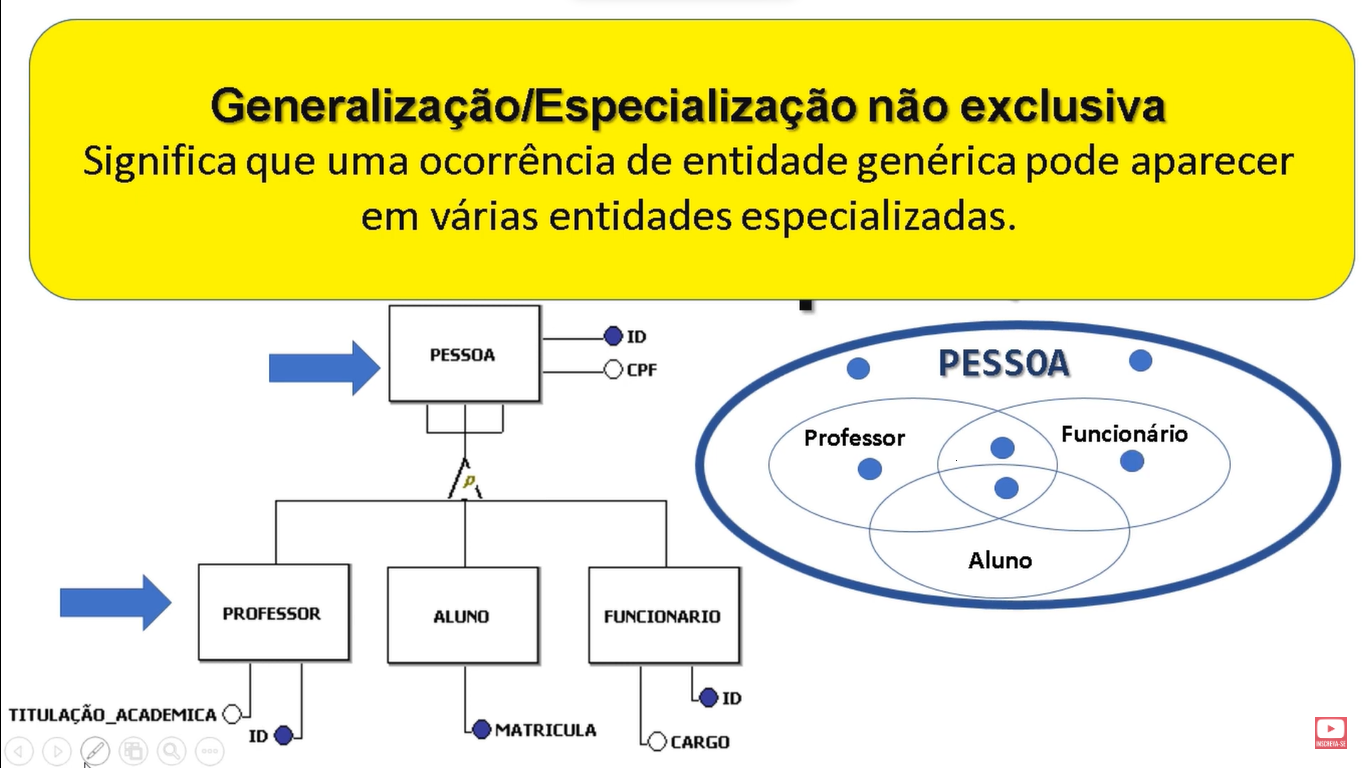 Generalização/Especialização não exclusiva
Significa que uma ocorrência de entidade genérica pode aparecer
em várias entidades especializadas.
PESSOA
ID
CPF
p
PROFESSOR
ALUNO
FUNCIONARIO
TITULAÇÃO_ACADEMICA
ID
MATRICULA
ID
CARGO
PESSOA
Professor
Funcionário
Aluno
INSCREVA-SE